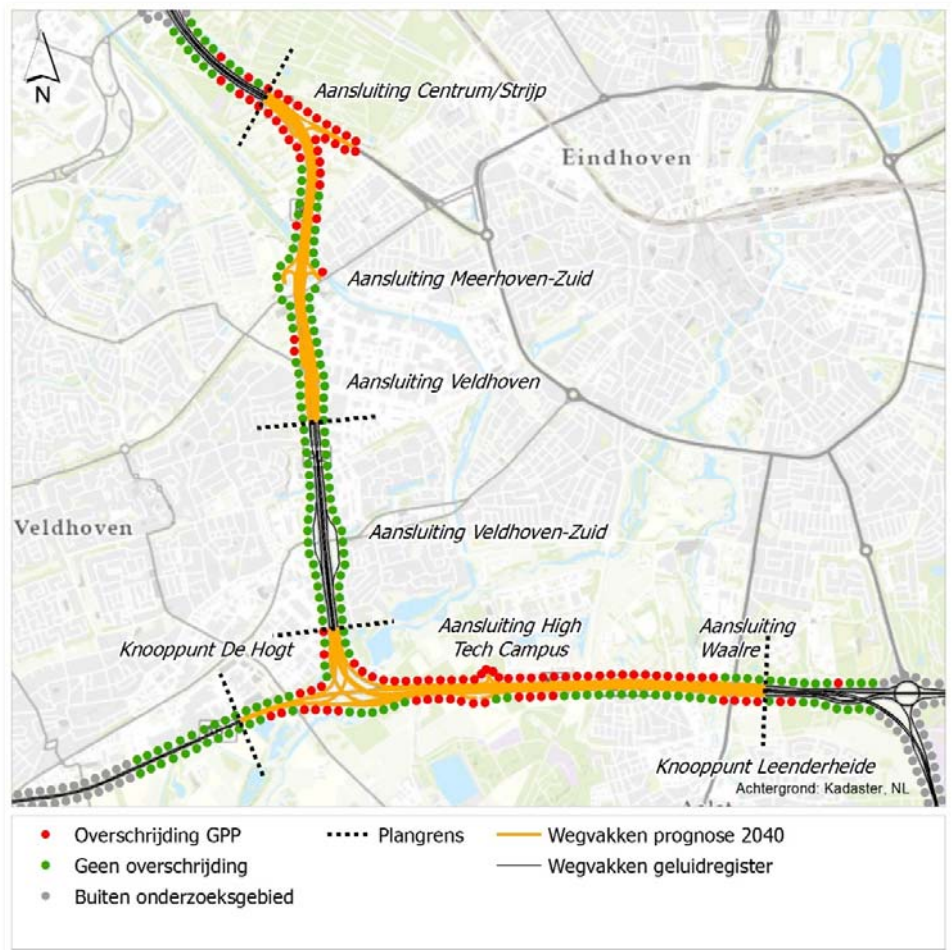 N
Aansluiting Centrum/Strijp
Eindhoven
Aansluiting Meerhoven-Zuid
Aansluiting Veldhoven
Veldhoven
Aansluiting Veldhoven-Zuid
Knooppunt De Hogt
Aansluiting High
Tech Campus
Aansluiting
Waalre
Knooppunt Leenderheide
Achtergrond: Kadaster, NL
Overschrijding GPP
Plangrens
Wegvakken prognose 2040
Geen overschrijding
Wegvakken geluidregister
Buiten onderzoeksgebied